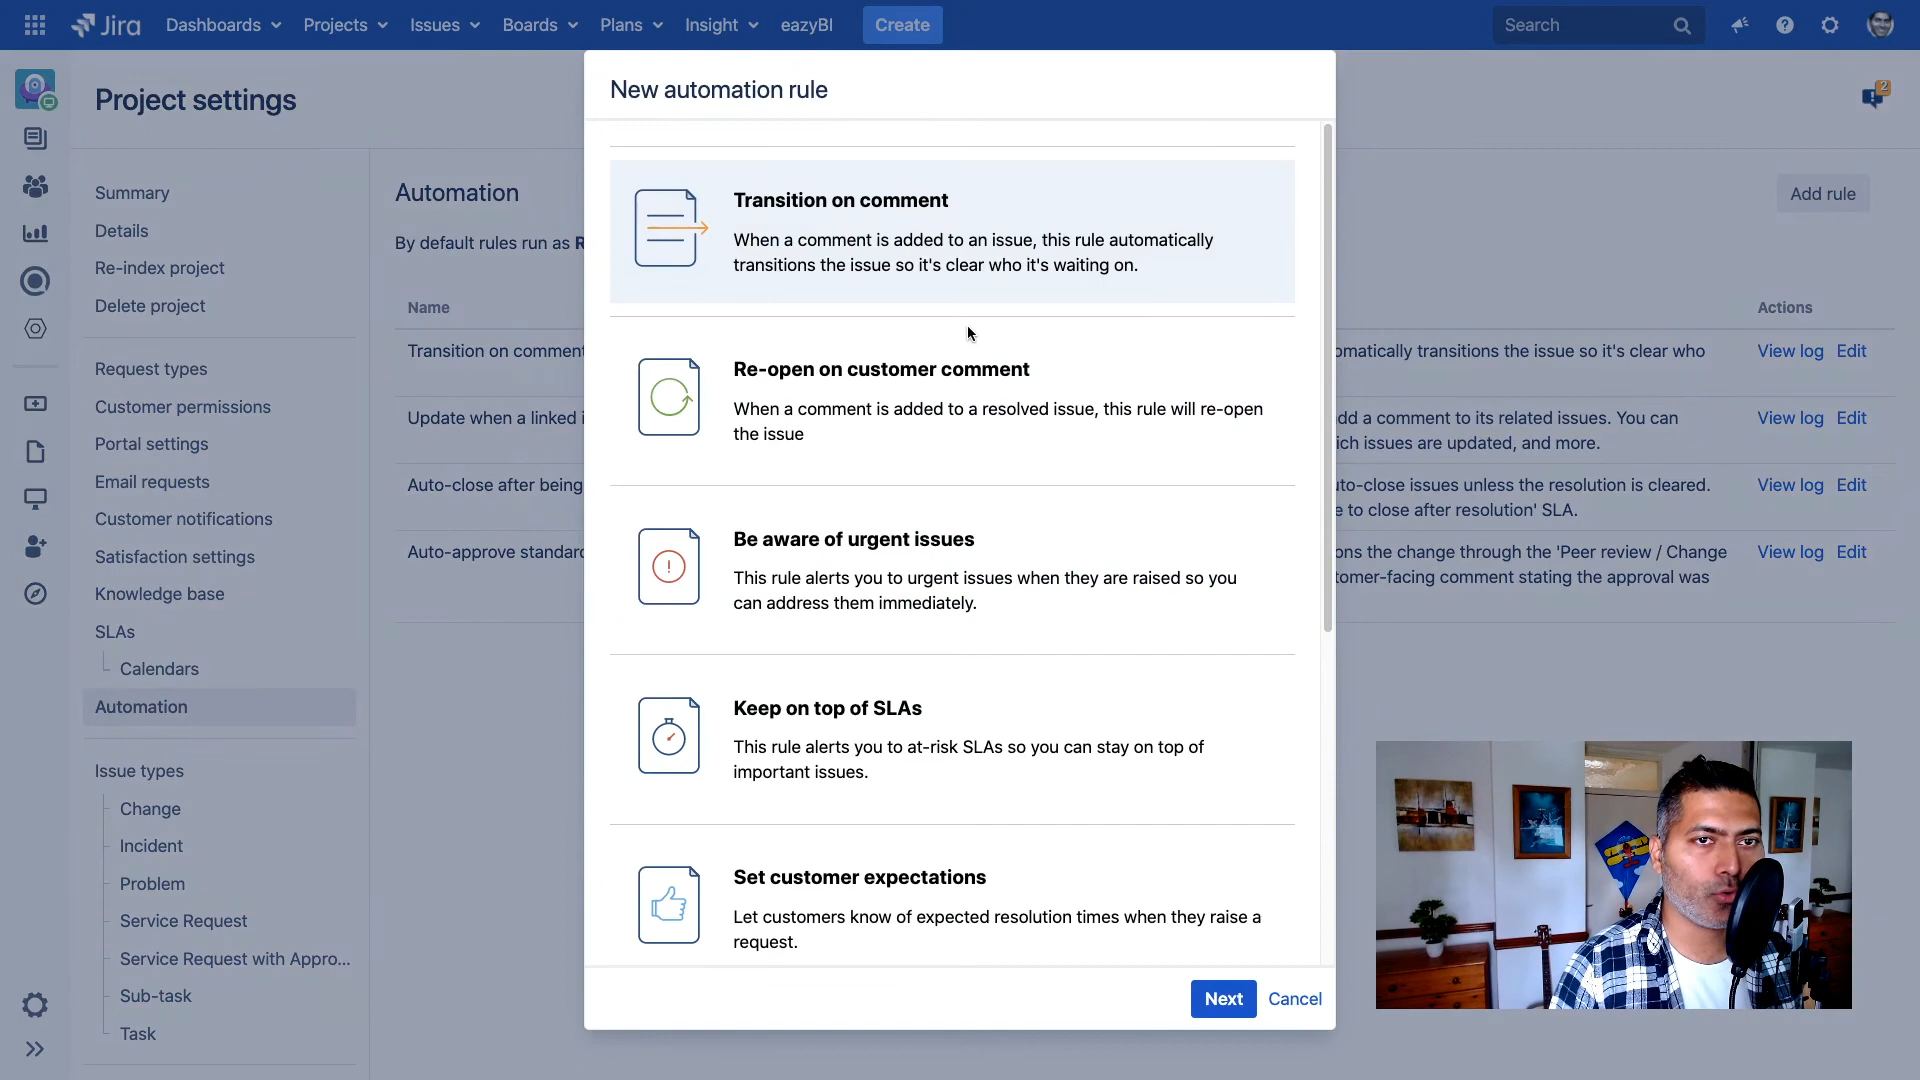 Jira Dashboards Projects Issues Boards Plans Insight eazyBI Create Search
Project settings
2
Summary
Details
Re-index project
Delete project
Request types
Customer permissions
Portal settings
Email requests
Customer notifications
Satisfaction settings
Knowledge base
SLAs
Calendars
Automation
Issue types
Change
Incident
Problem
Service Request
Service Request with Appro...
Sub-task
Task
Automation
Add rule
By default rules run as R
Name
Actions
Transition on comment
omatically transitions the issue so it's clear who
View log Edit
Update when a linked i
dd a comment to its related issues. You can
ich issues are updated, and more.
View log Edit
Auto-close after being
uto-close issues unless the resolution is cleared.
e to close after resolution' SLA.
View log Edit
Auto-approve standard
ons the change through the 'Peer review / Change
tomer-facing comment stating the approval was
View log Edit
New automation rule
Transition on comment
When a comment is added to an issue, this rule automatically
transitions the issue so it's clear who it's waiting on.
Re-open on customer comment
When a comment is added to a resolved issue, this rule will re-open
the issue
Be aware of urgent issues
This rule alerts you to urgent issues when they are raised so you
can address them immediately.
Keep on top of SLAs
This rule alerts you to at-risk SLAs so you can stay on top of
important issues.
Set customer expectations
Let customers know of expected resolution times when they raise a
request.
Next Cancel